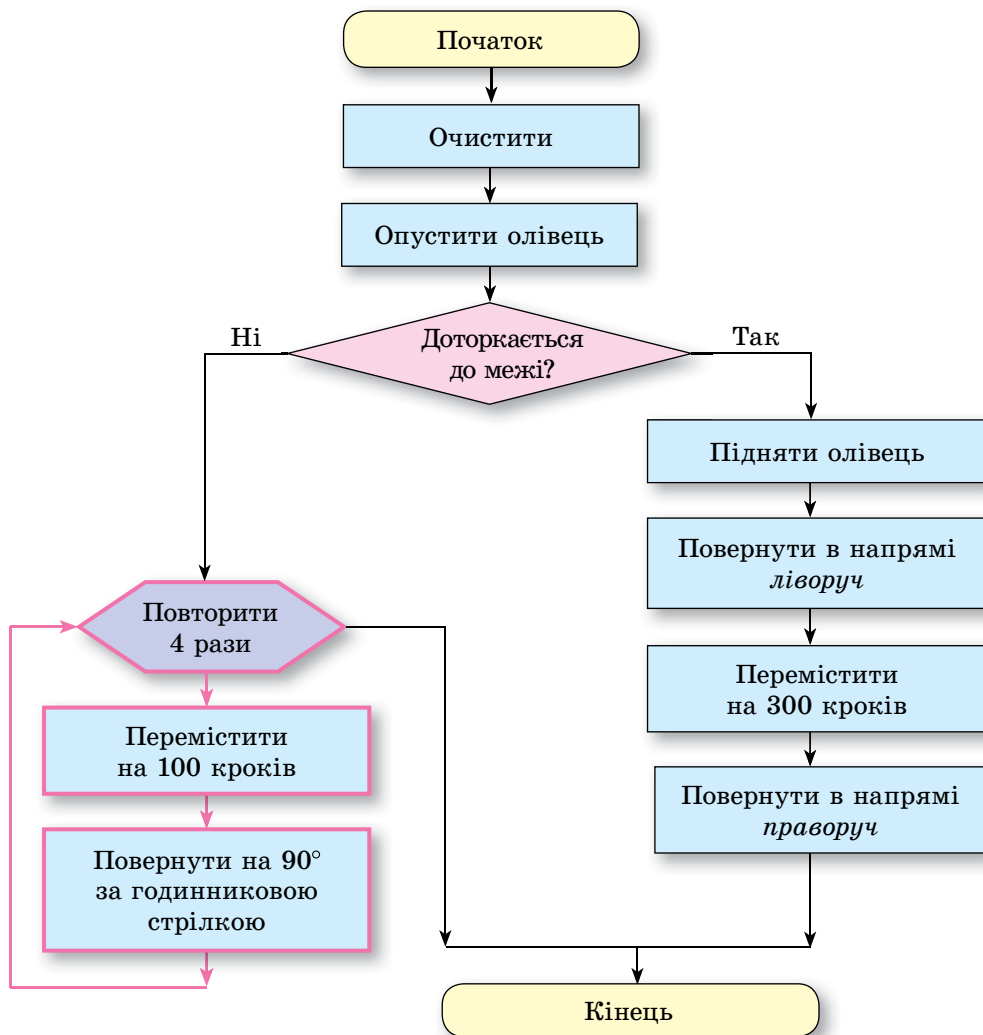 Початок
Очистити
Опустити олівець
Доторкається
до межі?
Ні
Так
Повторити
4 рази
Перемістити
на 100 кроків
Повернути на 90°
за годинниковою
стрілкою
Підняти олівець
Повернути в напрямі
ліворуч
Перемістити
на 300 кроків
Повернути в напрямі
праворуч
Кінець